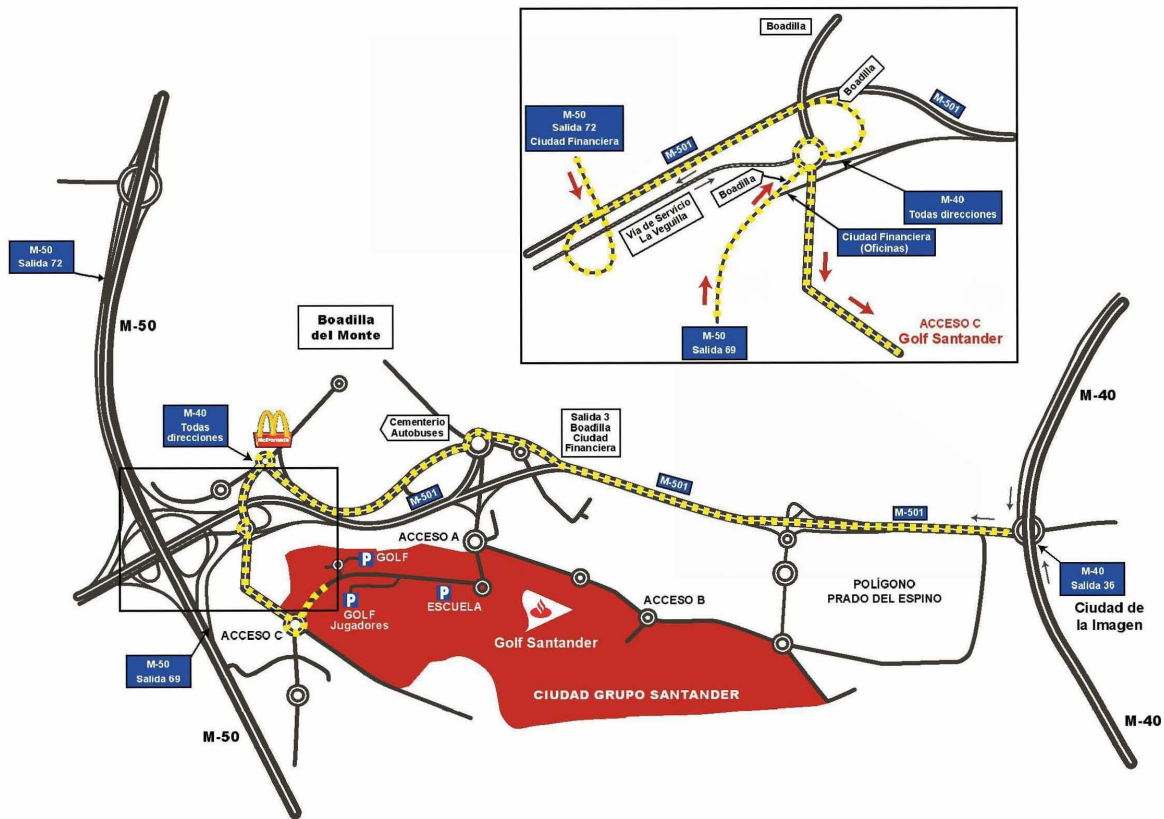 Boadilla
Boadilla
M-501
M-50
Salida 72
Ciudad Financiera
M-501
Boadilla
Vía de Servicio
La Veguilla
M-40
Todas direcciones
Ciudad Financiera
(Oficinas)
M-50
Salida 69
ACCESO C
Golf Santander
M-50
Salida 72
M-50
Boadilla
del Monte
M-40
Todas
direcciones
McDonald's
Cementerio
Autobuses
Salida 3
Boadilla
Ciudad
Financiera
M-40
M-501
M-501
M-501
ACCESO A
P GOLF
P
GOLF
Jugadores
P
ESCUELA
Golf Santander
ACCESO B
POLÍGONO
PRADO DEL ESPINO
M-40
Salida 36
Ciudad de
la Imagen
ACCESO C
M-50
Salida 69
CIUDAD GRUPO SANTANDER
M-50
M-40